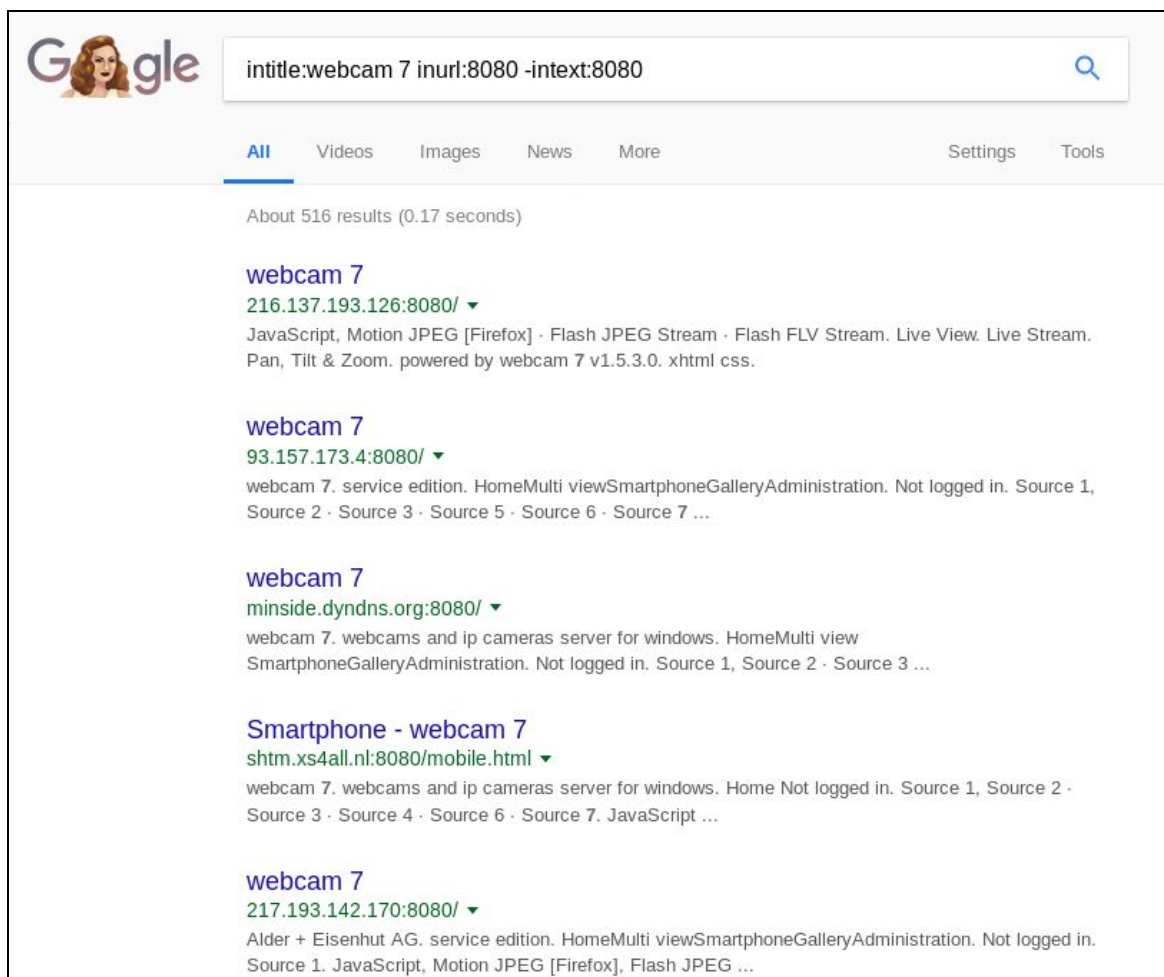 Google
intitle:webcam 7 inurl:8080 -intext:8080
All Videos Images News More Settings Tools
About 516 results (0.17 seconds)
webcam 7
216.137.193.126:8080/
JavaScript, Motion JPEG [Firefox] · Flash JPEG Stream · Flash FLV Stream. Live View. Live Stream.
Pan, Tilt & Zoom. powered by webcam 7 v1.5.3.0. xhtml css.
webcam 7
93.157.173.4:8080/
webcam 7. service edition. HomeMulti viewSmartphoneGalleryAdministration. Not logged in. Source 1,
Source 2 · Source 3 · Source 5 · Source 6 · Source 7 ...
webcam 7
minside.dyndns.org:8080/
webcam 7. webcams and ip cameras server for windows. HomeMulti view
SmartphoneGalleryAdministration. Not logged in. Source 1, Source 2 · Source 3 ...
Smartphone - webcam 7
shtm.xs4all.nl:8080/mobile.html
webcam 7. webcams and ip cameras server for windows. Home Not logged in. Source 1, Source 2 ·
Source 3 · Source 4 · Source 6 · Source 7. JavaScript ...
webcam 7
217.193.142.170:8080/
Alder + Eisenhut AG. service edition. HomeMulti viewSmartphoneGalleryAdministration. Not logged in.
Source 1. JavaScript, Motion JPEG [Firefox], Flash JPEG ...